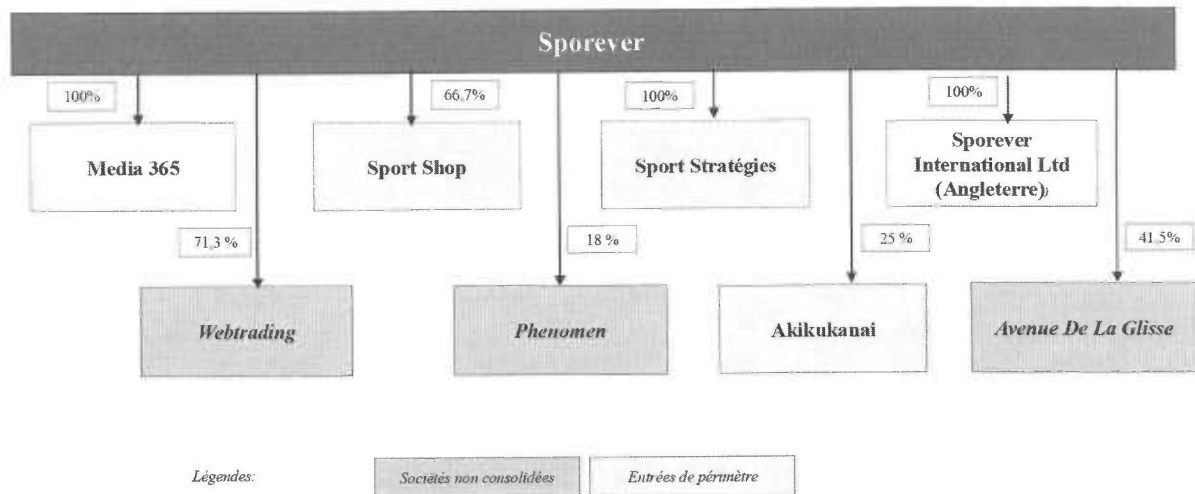 Sporever
100%
66,7%
100%
100%
Media 365
Sport Shop
Sport Stratégies
Sporever
International Ltd
(Angleterre)
71,3 %
18 %
25 %
41,5%
Webtrading
Phenomen
Akikukanai
Avenue De La Glisse
Légendes:
Sociétés non consolidées
Entrées de périmètre